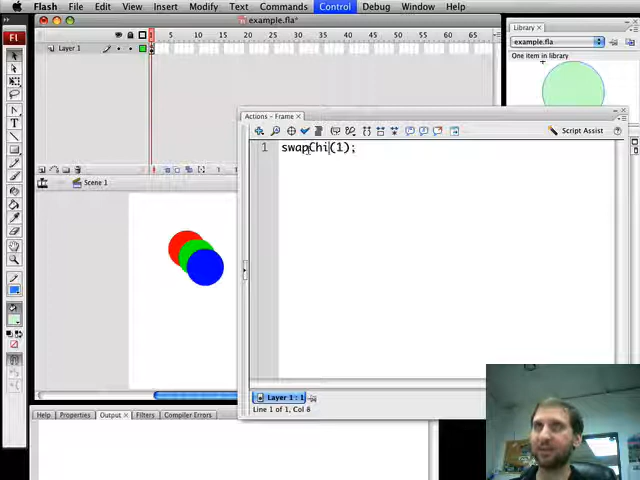 Flash File Edit View Insert Modify Text Commands Control Debug Window Help
example.fla*
Library ×
1 5 10 15 20 25 30 35 40 45 50 55 60 65
example.fla
Layer 1
One item in library
Actions - Frame ×
Script Assist
1 swapChi(1);
Scene 1
Layer 1 : 1
Line 1 of 1, Col 8
Help Properties Output × Filters Compiler Errors
Fl